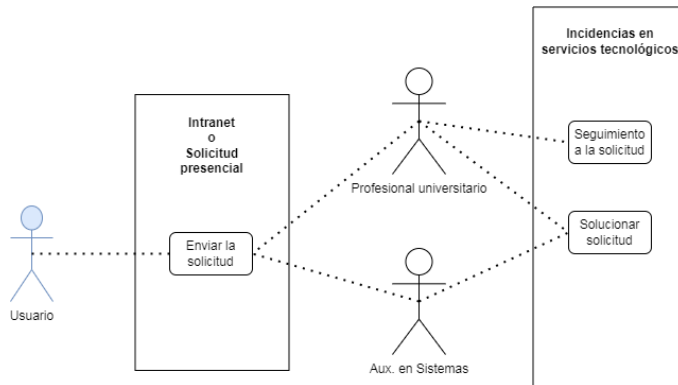 Incidencias en
servicios tecnológicos
Intranet
o
Solicitud
presencial
Seguimiento
a la solicitud
Profesional universitario
Enviar la
solicitud
Solucionar
solicitud
Usuario
Aux. en Sistemas